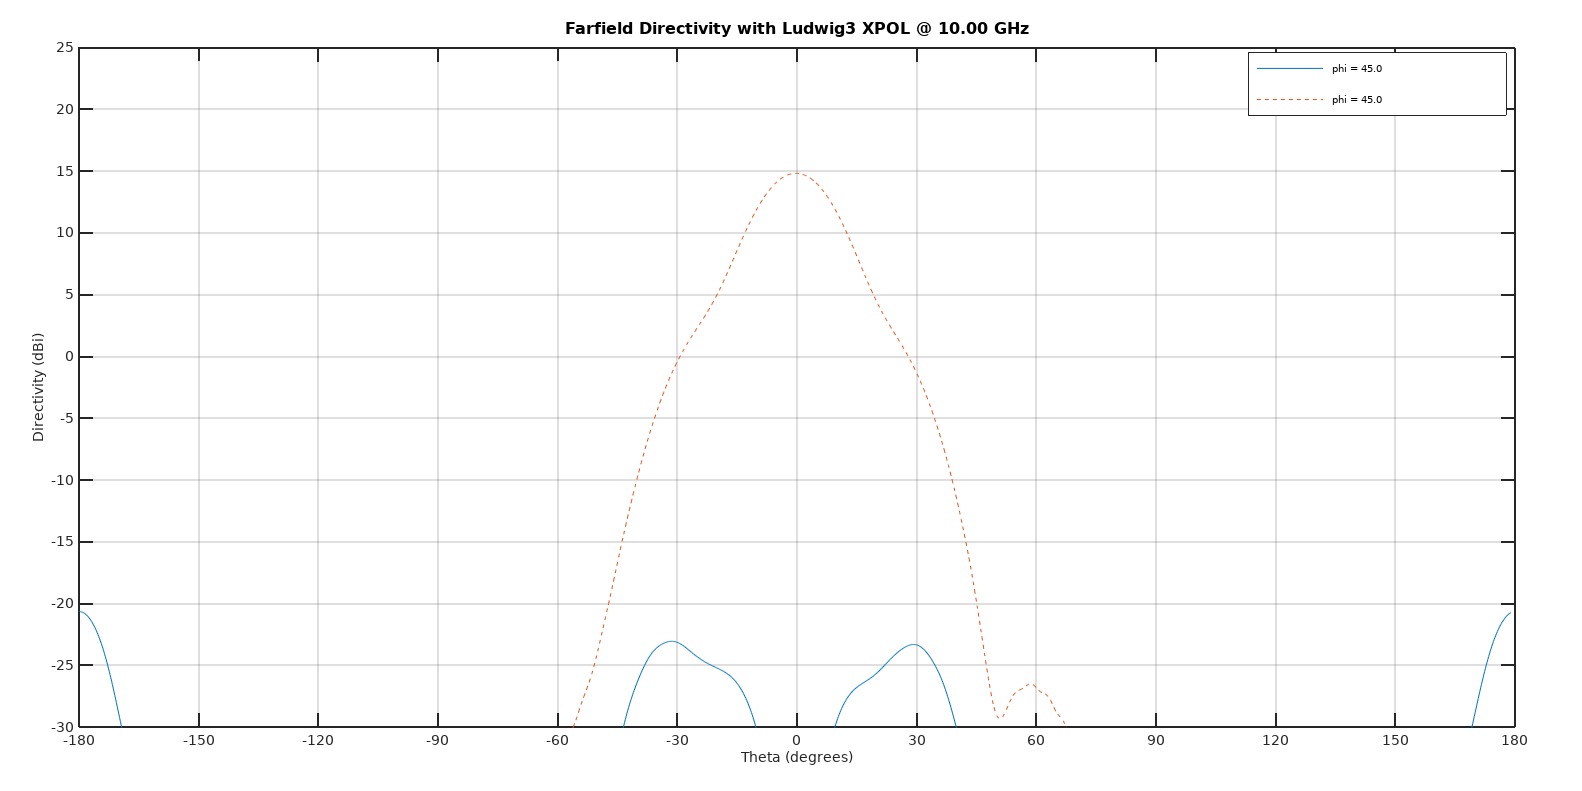 Farfield Directivity with Ludwig3 XPOL @ 10.00 GHz
phi = 45.0
phi = 45.0
25
20
15
10
5
0
-5
-10
-15
-20
-25
-30
Directivity (dBi)
-180 -150 -120 -90 -60 -30 0 30 60 90 120 150 180
Theta (degrees)